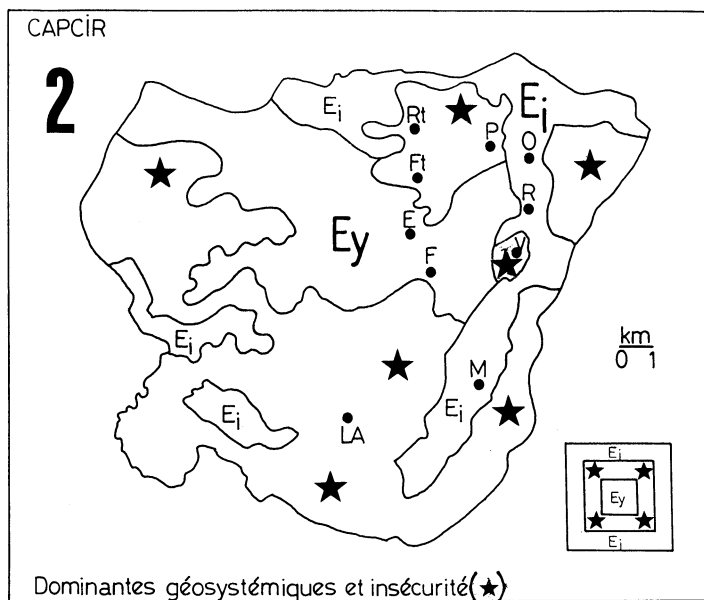 CAPCİR
2
Ei
Rt
P
Ei
O
Ft
R
E
Ey
F
V
Ei
km
0 1
M
Ei
Ei
LA
Ei
Ey
Ei
Dominantes géosystémiques et insécurité(★)